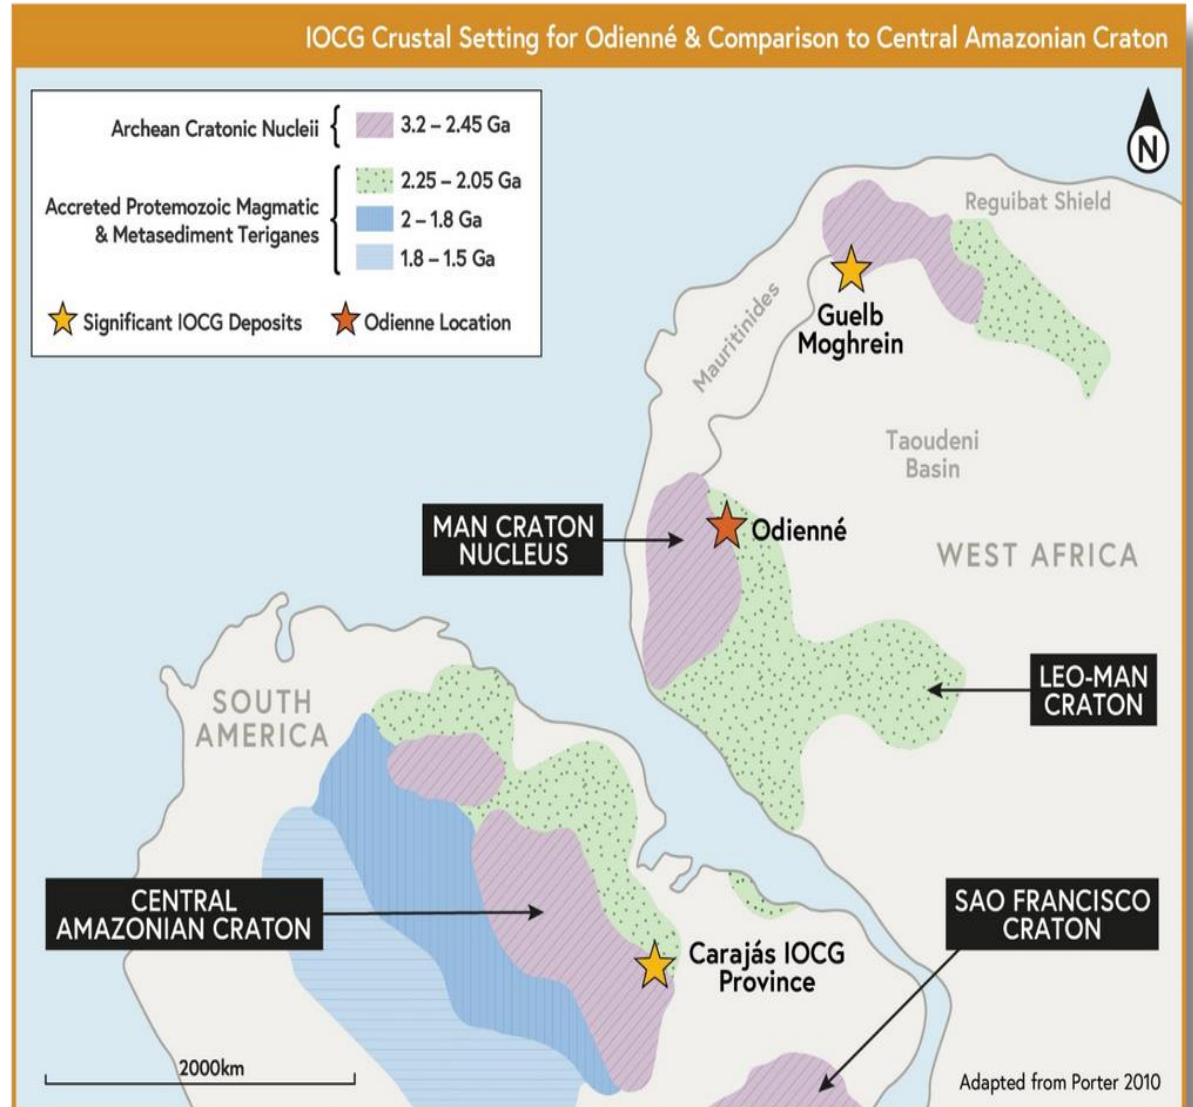 IOCG Crustal Setting for Odienné & Comparison to Central Amazonian Craton
Archean Cratonic Nucleii
3.2 – 2.45 Ga
Accreted Protemozoic Magmatic
& Metasediment Teriganes
2.25 – 2.05 Ga
2 – 1.8 Ga
1.8 – 1.5 Ga
Significant IOCG Deposits
Odienne Location
N
Reguibat Shield
Guelb
Moghrein
Mauritinides
Taoudeni
Basin
MAN CRATON
NUCLEUS
Odienné
WEST AFRICA
LEO-MAN
CRATON
SOUTH
AMERICA
CENTRAL
AMAZONIAN CRATON
SAO FRANCISCO
CRATON
Carajás IOCG
Province
2000km
Adapted from Porter 2010